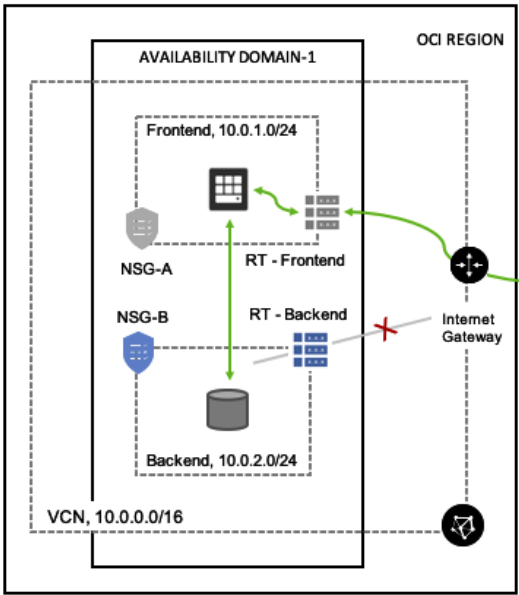 OCI REGION
AVAILABILITY DOMAIN-1
Frontend, 10.0.1.0/24
NSG-A
RT - Frontend
NSG-B
RT - Backend
Internet
Gateway
Backend, 10.0.2.0/24
VCN, 10.0.0.0/16